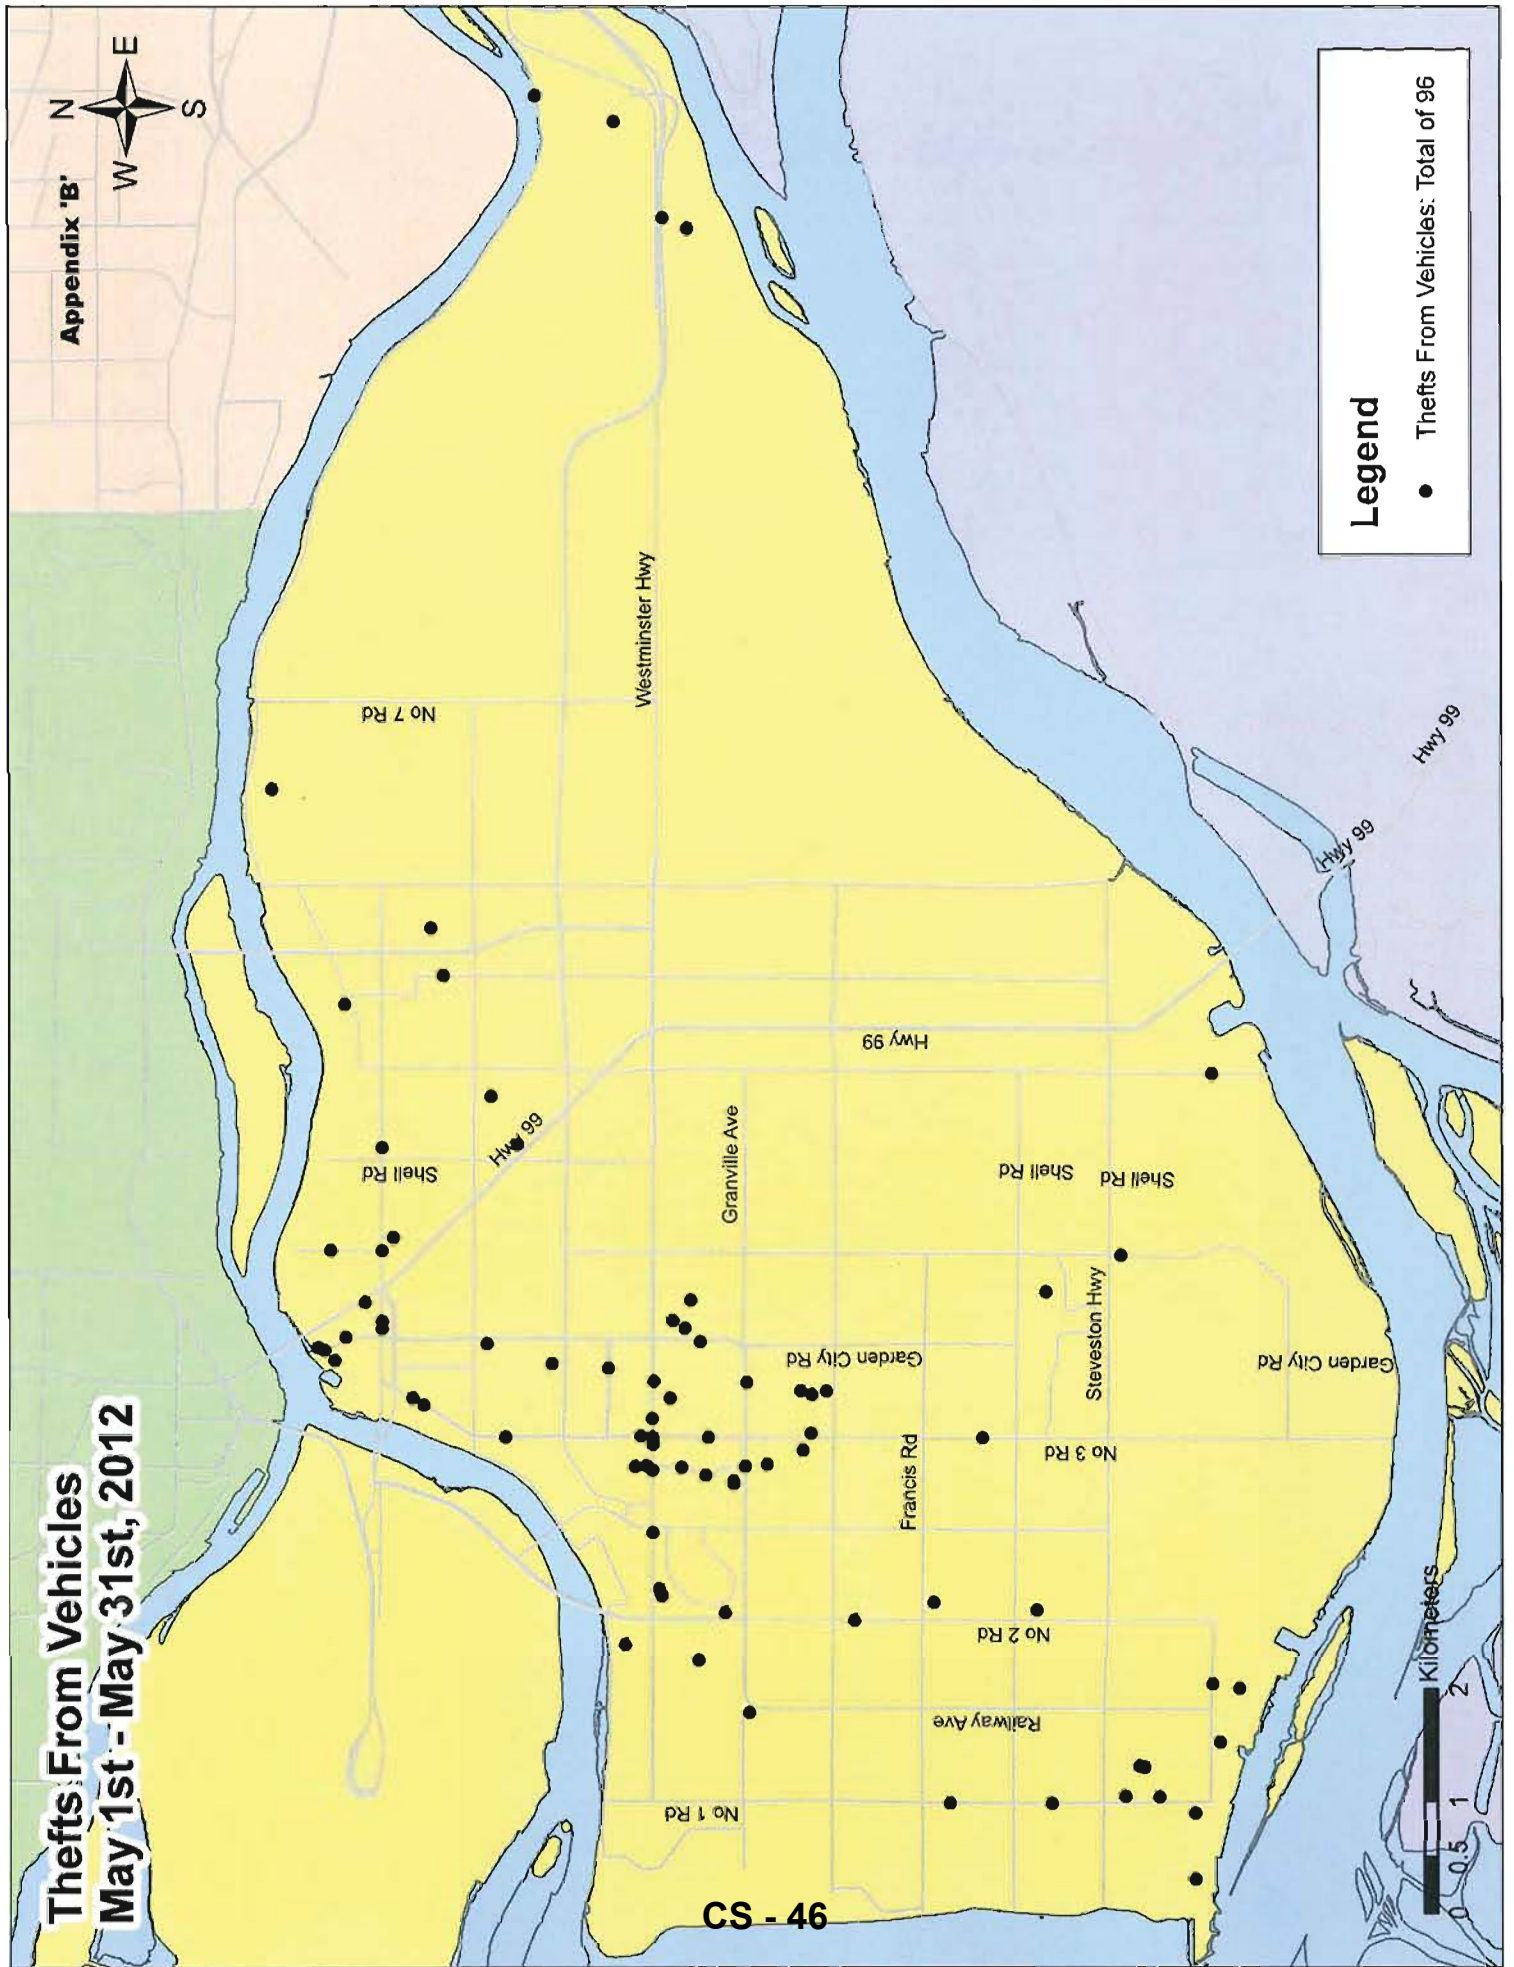 Thefts From Vehicles
May 1st - May 31st, 2012
Appendix 'B'
N
W E
S
No 7 Rd
Westminster Hwy
Hwy 99
Hwy 99
Hwy 99
Shell Rd
Hwy 99
Granville Ave
Shell Rd
Shell Rd
Garden City Rd
Steveston Hwy
Garden City Rd
Francis Rd
No 3 Rd
No 2 Rd
Railway Ave
No 1 Rd
Legend
Thefts From Vehicles: Total of 96
Kilometers
0 0.5 1 2
CS - 46